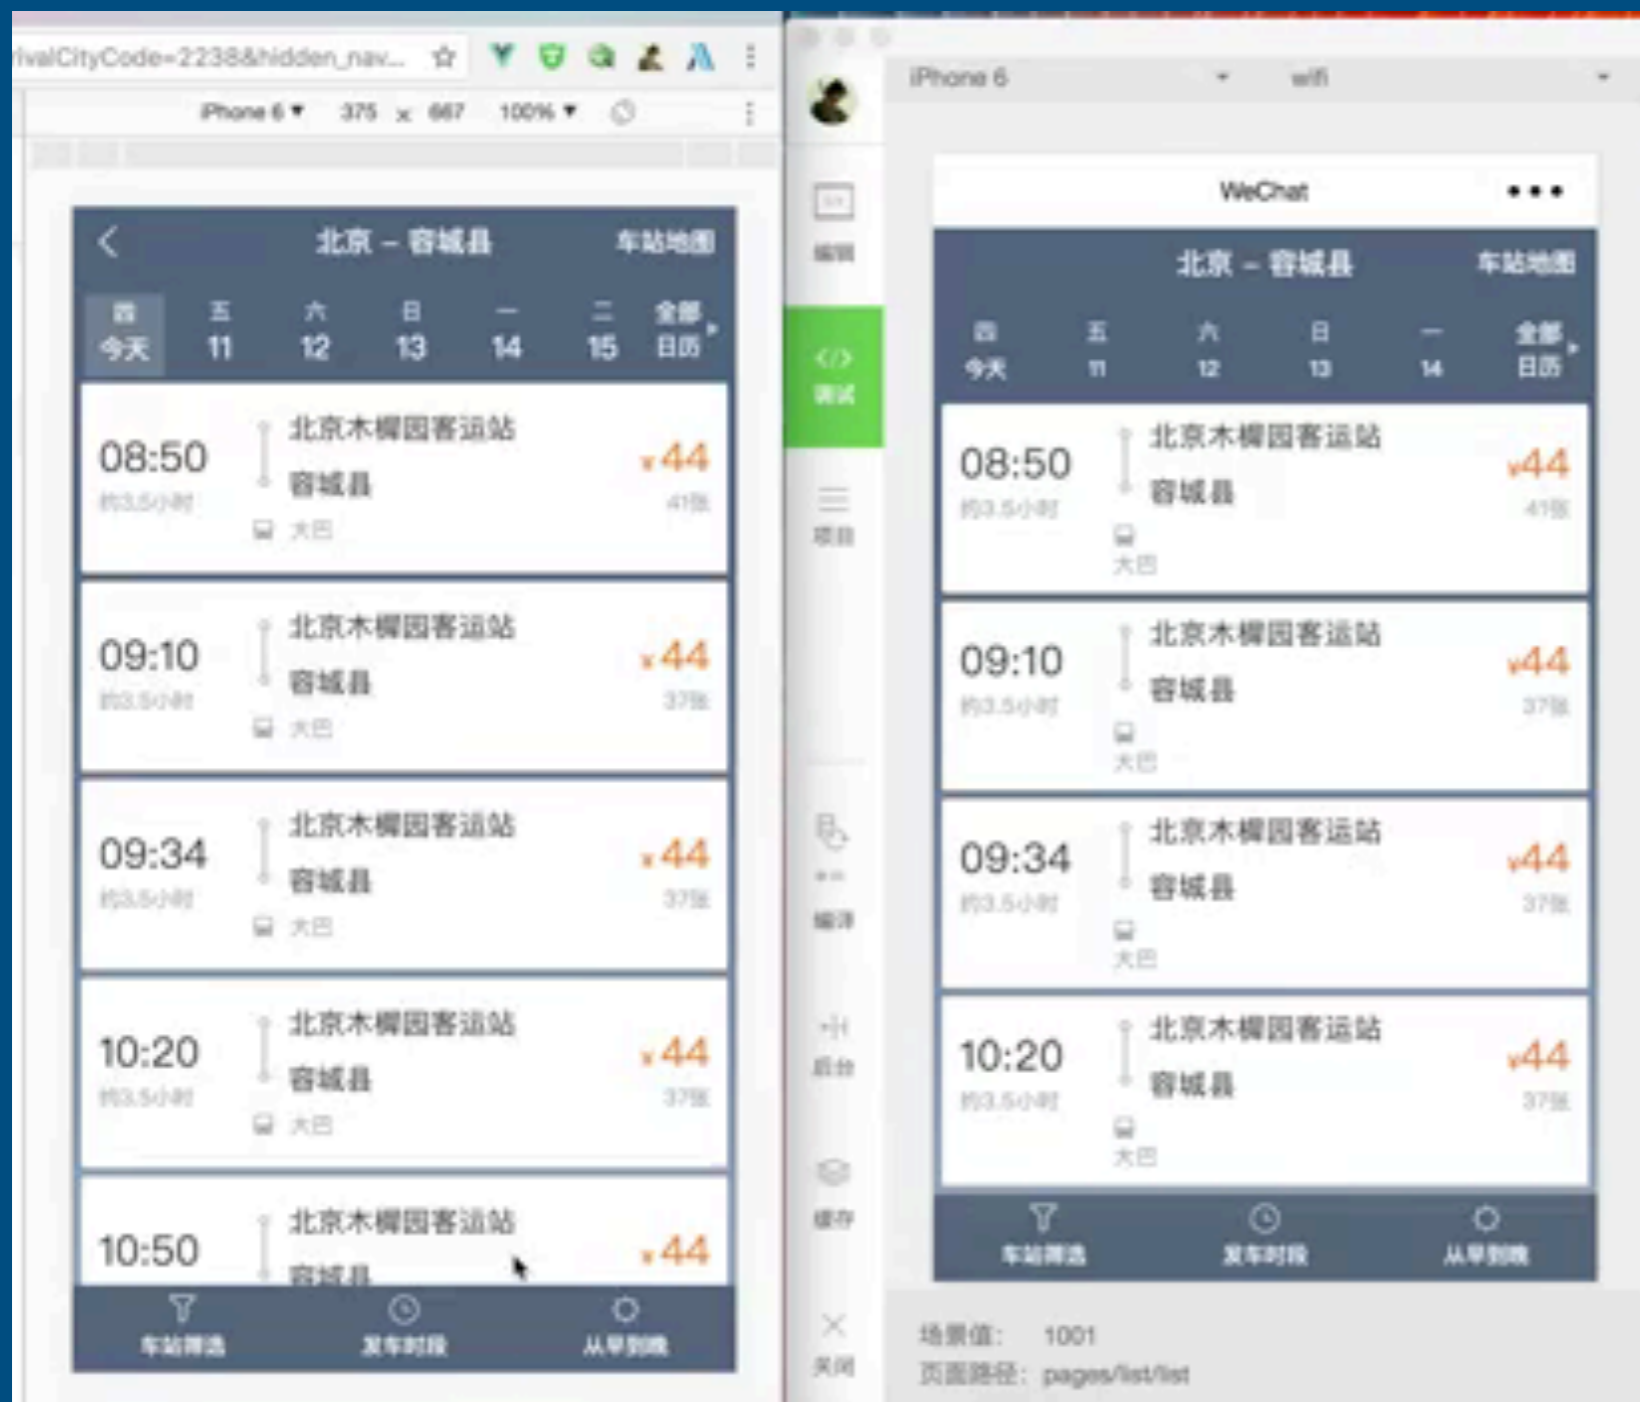 rivalCityCode=2238&hidden_nav...
iPhone 6 ▼ 375 x 667 100% ▼
北京 – 容城县 车站地图
四 五 六 日 一 二 全部
今天 11 12 13 14 15 日历
08:50 北京木樨园客运站 ¥44
容城县
约3.5小时 41张
大巴
09:10 北京木樨园客运站 ¥44
容城县
约3.5小时 37张
大巴
09:34 北京木樨园客运站 ¥44
容城县
约3.5小时 37张
大巴
10:20 北京木樨园客运站 ¥44
容城县
约3.5小时 37张
大巴
10:50 北京木樨园客运站 ¥44
容城县
车站筛选 发车时段 从早到晚
编辑
</>
调试
项目
编译
后台
缓存
关闭
iPhone 6 wifi
WeChat
北京 – 容城县 车站地图
四 五 六 日 一 全部
今天 11 12 13 14 日历
08:50 北京木樨园客运站 ¥44
容城县
约3.5小时 41张
大巴
09:10 北京木樨园客运站 ¥44
容城县
约3.5小时 37张
大巴
09:34 北京木樨园客运站 ¥44
容城县
约3.5小时 37张
大巴
10:20 北京木樨园客运站 ¥44
容城县
约3.5小时 37张
大巴
车站筛选 发车时段 从早到晚
场景值： 1001
页面路径： pages/list/list